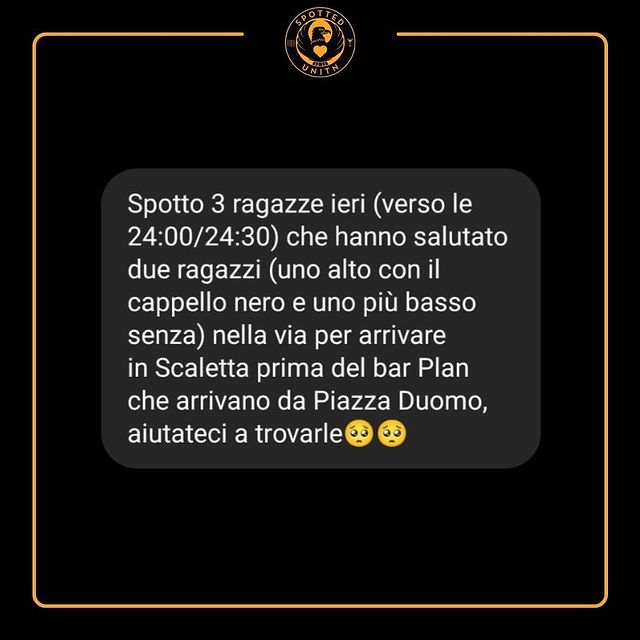 SPOTTED
UNITN
Spotto 3 ragazze ieri (verso le
24:00/24:30) che hanno salutato
due ragazzi (uno alto con il
cappello nero e uno più basso
senza) nella via per arrivare
in Scaletta prima del bar Plan
che arrivano da Piazza Duomo,
aiutateci a trovarle🥺🥺